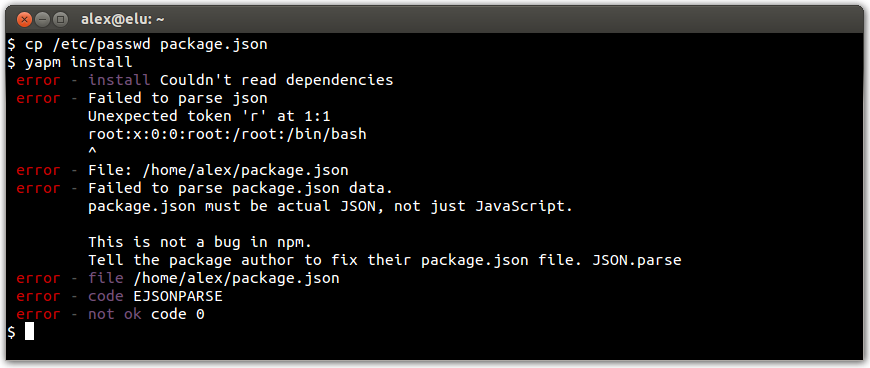 alex@elu: ~
$ cp /etc/passwd package.json
$ yapm install
error - install Couldn't read dependencies
error - Failed to parse json
Unexpected token 'r' at 1:1
root:x:0:0:root:/root:/bin/bash
^
error - File: /home/alex/package.json
error - Failed to parse package.json data.
package.json must be actual JSON, not just JavaScript.
This is not a bug in npm.
Tell the package author to fix their package.json file. JSON.parse
error - file /home/alex/package.json
error - code EJSONPARSE
error - not ok code 0
$